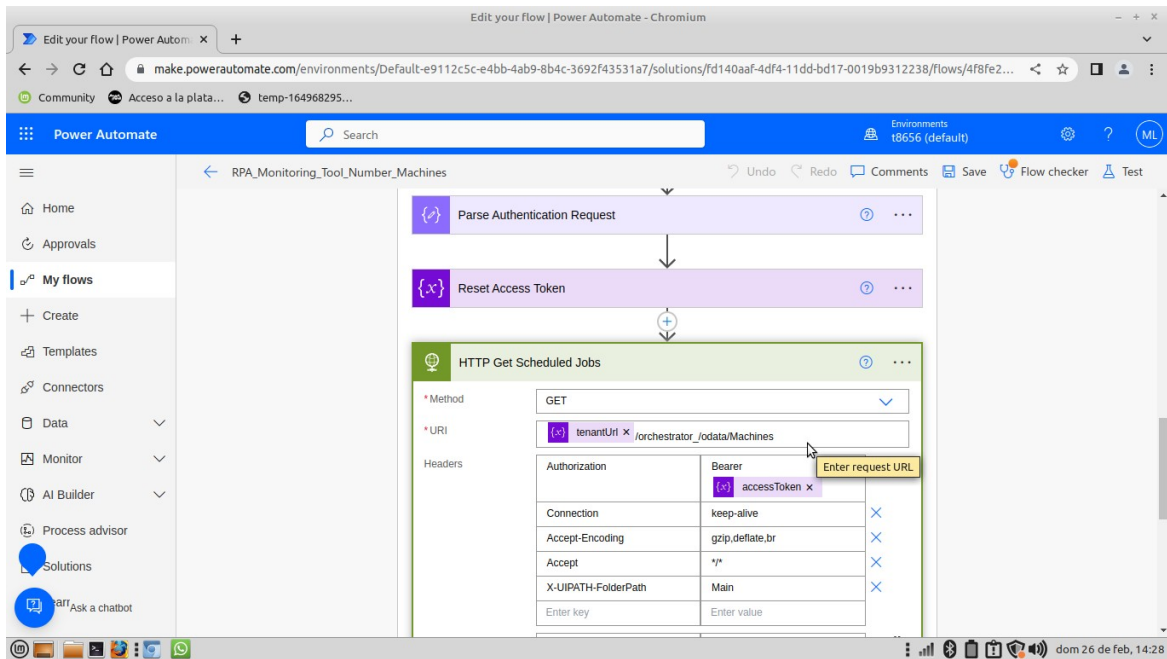 Edit your flow | Power Automate - Chromium
Edit your flow | Power Autom
make.powerautomate.com/environments/Default-e9112c5c-e4bb-4ab9-8b4c-3692f43531a7/solutions/fd140aaf-4df4-11dd-bd17-0019b9312238/flows/4f8fe2...
Community Acceso a la plata... temp-164968295...
Power Automate
Search
Environments
t8656 (default)
ML
RPA_Monitoring_Tool_Number_Machines
Undo Redo Comments Save Flow checker Test
Home
Approvals
My flows
Create
Templates
Connectors
Data
Monitor
AI Builder
Process advisor
Solutions
Ask a chatbot
Parse Authentication Request
Reset Access Token
HTTP Get Scheduled Jobs
* Method GET
* URI {x} tenantUrl × /orchestrator_/odata/Machines
Enter request URL
Headers Authorization Bearer
{x} accessToken ×
Connection keep-alive
Accept-Encoding gzip,deflate,br
Accept */*
X-UIPATH-FolderPath Main
Enter key Enter value
dom 26 de feb, 14:28